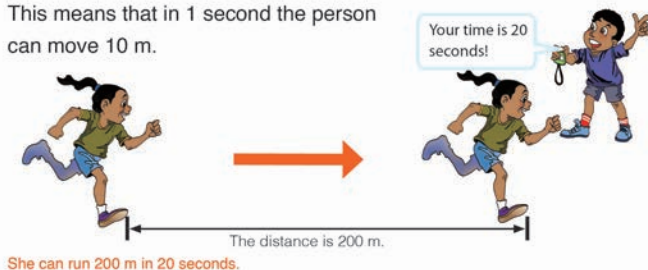 This means that in 1 second the person
can move 10 m.
Your time is 20
seconds!
The distance is 200 m.
She can run 200 m in 20 seconds.